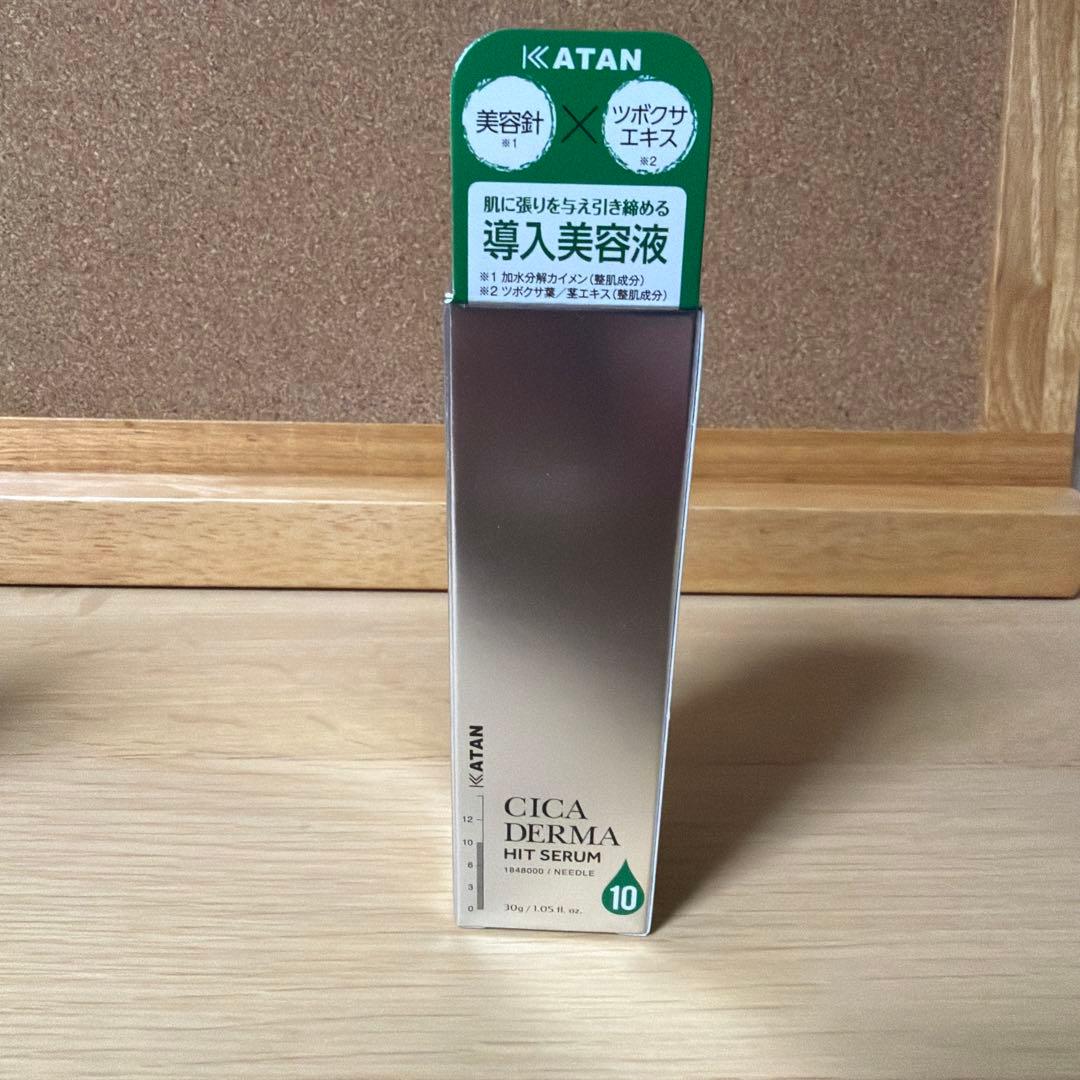 KATAN
美容針 × ツボクサ
※1 エキス
※2
肌に張りを与え引き締める
導入美容液
※1 加水分解カイメン（整肌成分）
※2 ツボクサ葉／茎エキス（整肌成分）
KATAN
12
10
6
3
0
CICA
DERMA
HIT SERUM
1848000 / NEEDLE
10
30g / 1.05 fl. oz.